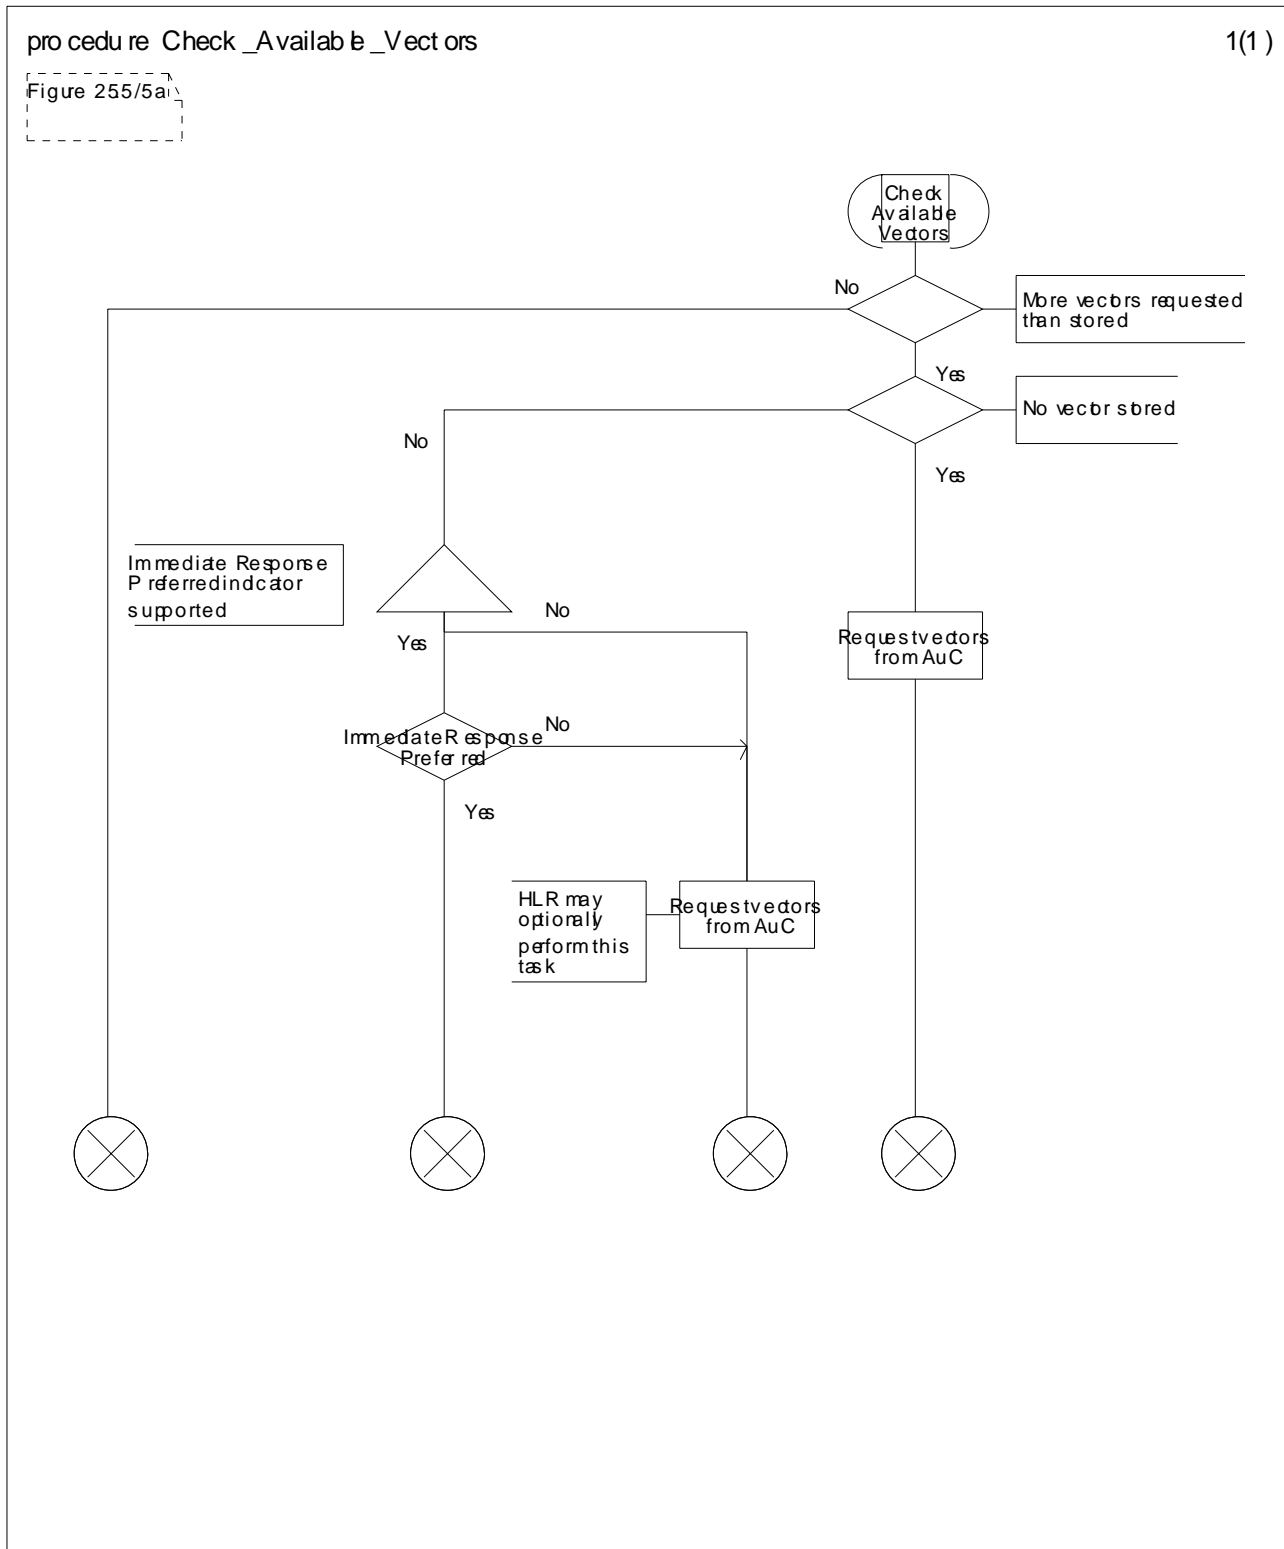 procedure Check_Available_Vectors
1(1)
Figure 25.5/5a
Check
Available
Vectors
No
More vectors requested
than stored
Yes
No vector stored
No
Yes
Immediate Response
Preferred indicator
supported
No
Yes
Request vectors
from AuC
No
Immediate Response
Preferred
Yes
HLR may
optionally
perform this
task
Request vectors
from AuC